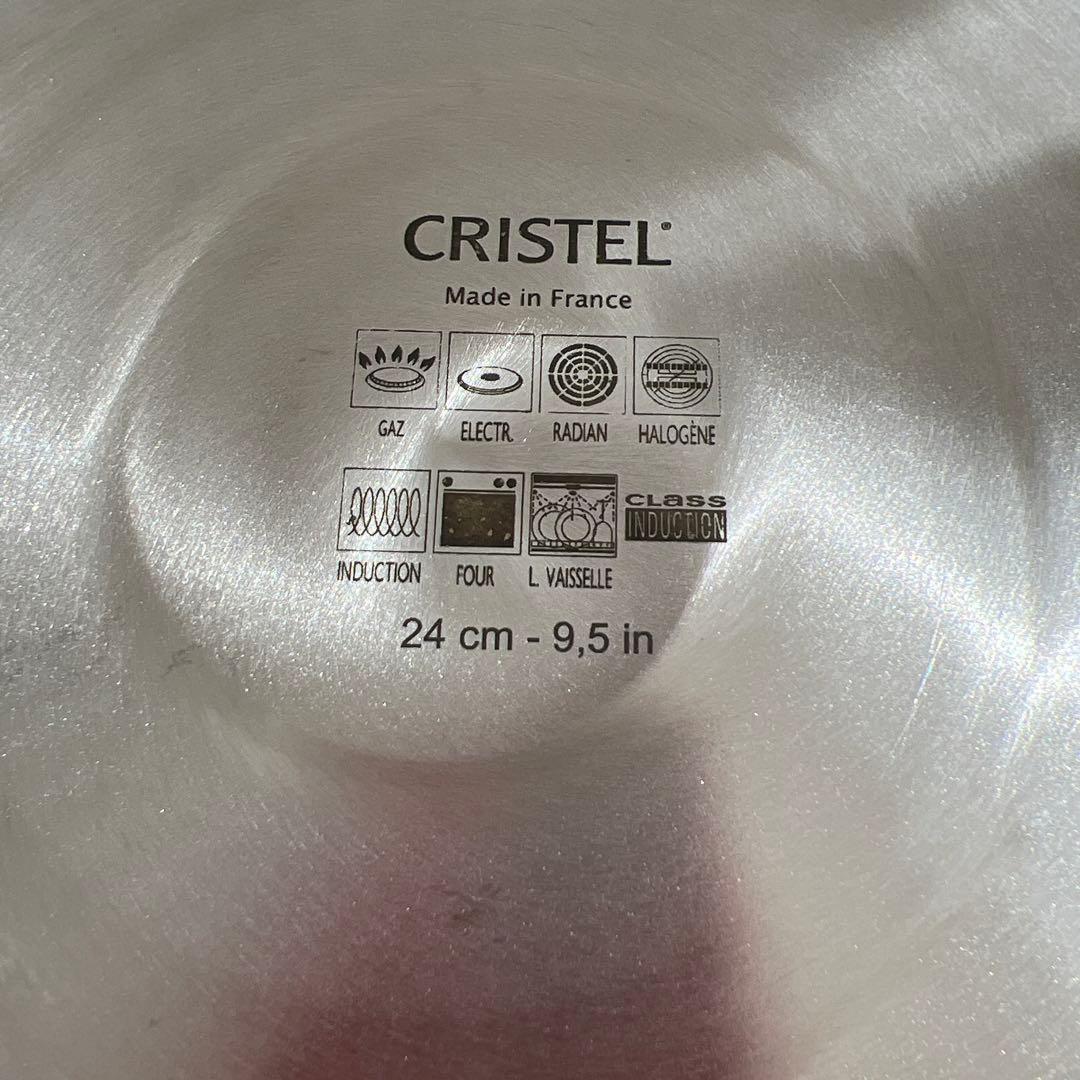 CRISTEL®
Made in France
GAZ ELECTR. RADIAN HALOGÈNE
CLASS
INDUCTION
INDUCTION FOUR L. VAISSELLE
24 cm - 9,5 in